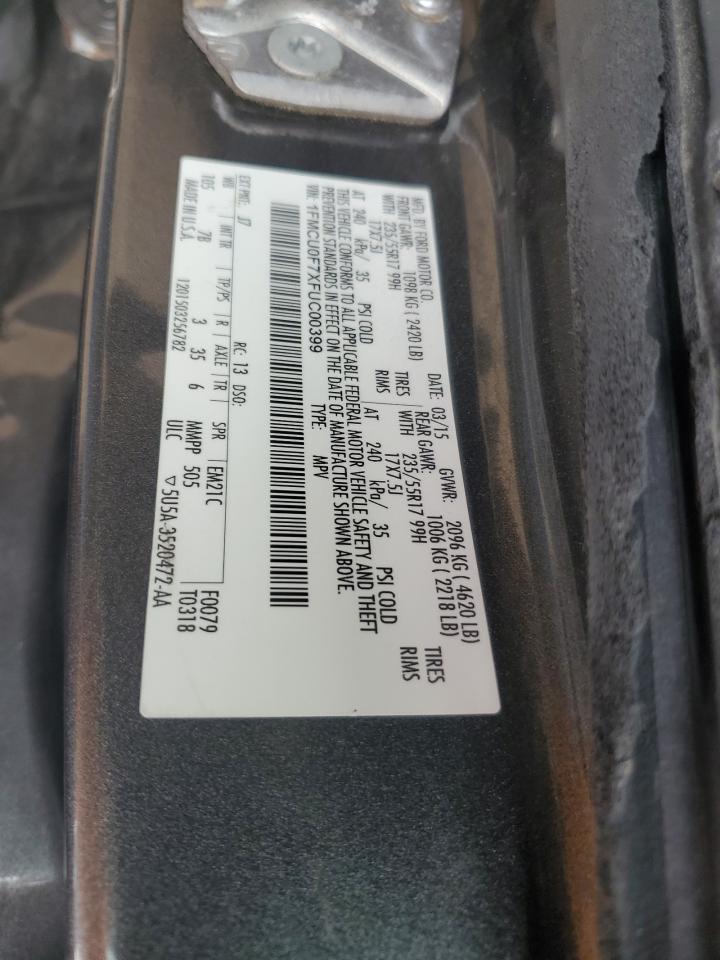 MFD. BY FORD MOTOR CO. DATE: 03/15 GVWR: 2096 KG ( 4620 LB)
FRONT GAWR: 1098 KG ( 2420 LB) REAR GAWR: 1006 KG ( 2218 LB)
WITH 235/55R17 99H TIRES WITH 235/55R17 99H TIRES
17X7.5J RIMS 17X7.5J RIMS
AT 240 kPa/ 35 PSI COLD AT 240 kPa/ 35 PSI COLD
THIS VEHICLE CONFORMS TO ALL APPLICABLE FEDERAL MOTOR VEHICLE SAFETY AND THEFT
PREVENTION STANDARDS IN EFFECT ON THE DATE OF MANUFACTURE SHOWN ABOVE.
VIN: 1FMCU0F7XFUC00399 TYPE: MPV
EXT PNT: J7 RC: 13 DSO: F0079
WB INT TR TP/PS R AXLE TR SPR EM21C T0318
105 7B 3 35 6 MMPP 505
MADE IN U.S.A. 1201503256782 ULC ▽5U5A-3520472-AA